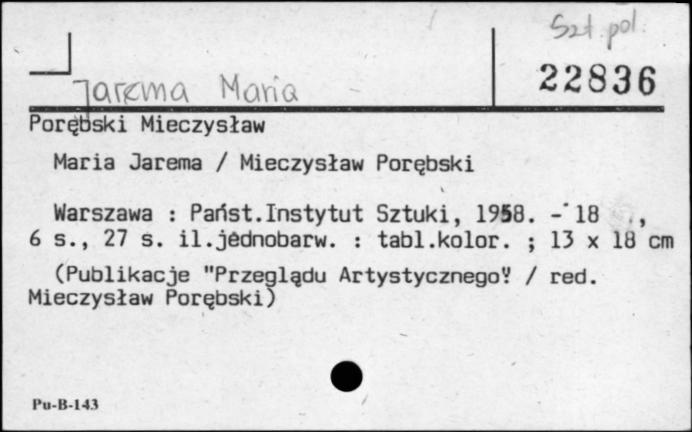 Szt. pol.
22836
Jarema Maria
Porębski Mieczysław
Maria Jarema / Mieczysław Porębski
Warszawa : Państ.Instytut Sztuki, 1958. - 18 ,
6 s., 27 s. il.jednobarw. : tabl.kolor. ; 13 x 18 cm
(Publikacje "Przeglądu Artystycznego" / red.
Mieczysław Porębski)
Pu-B-143